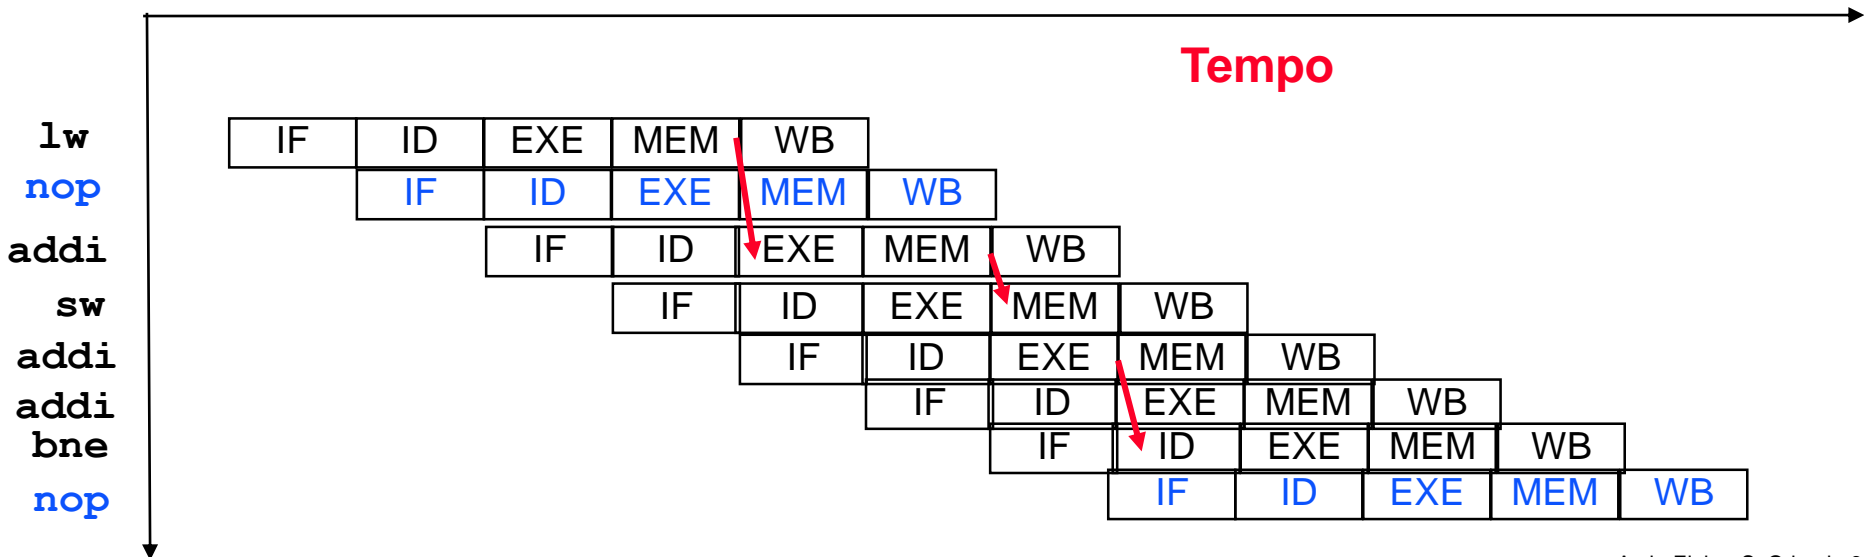 Tempo
lw IF ID EXE MEM WB
nop IF ID EXE MEM WB
addi IF ID EXE MEM WB
sw IF ID EXE MEM WB
addi IF ID EXE MEM WB
addi IF ID EXE MEM WB
bne IF ID EXE MEM WB
nop IF ID EXE MEM WB